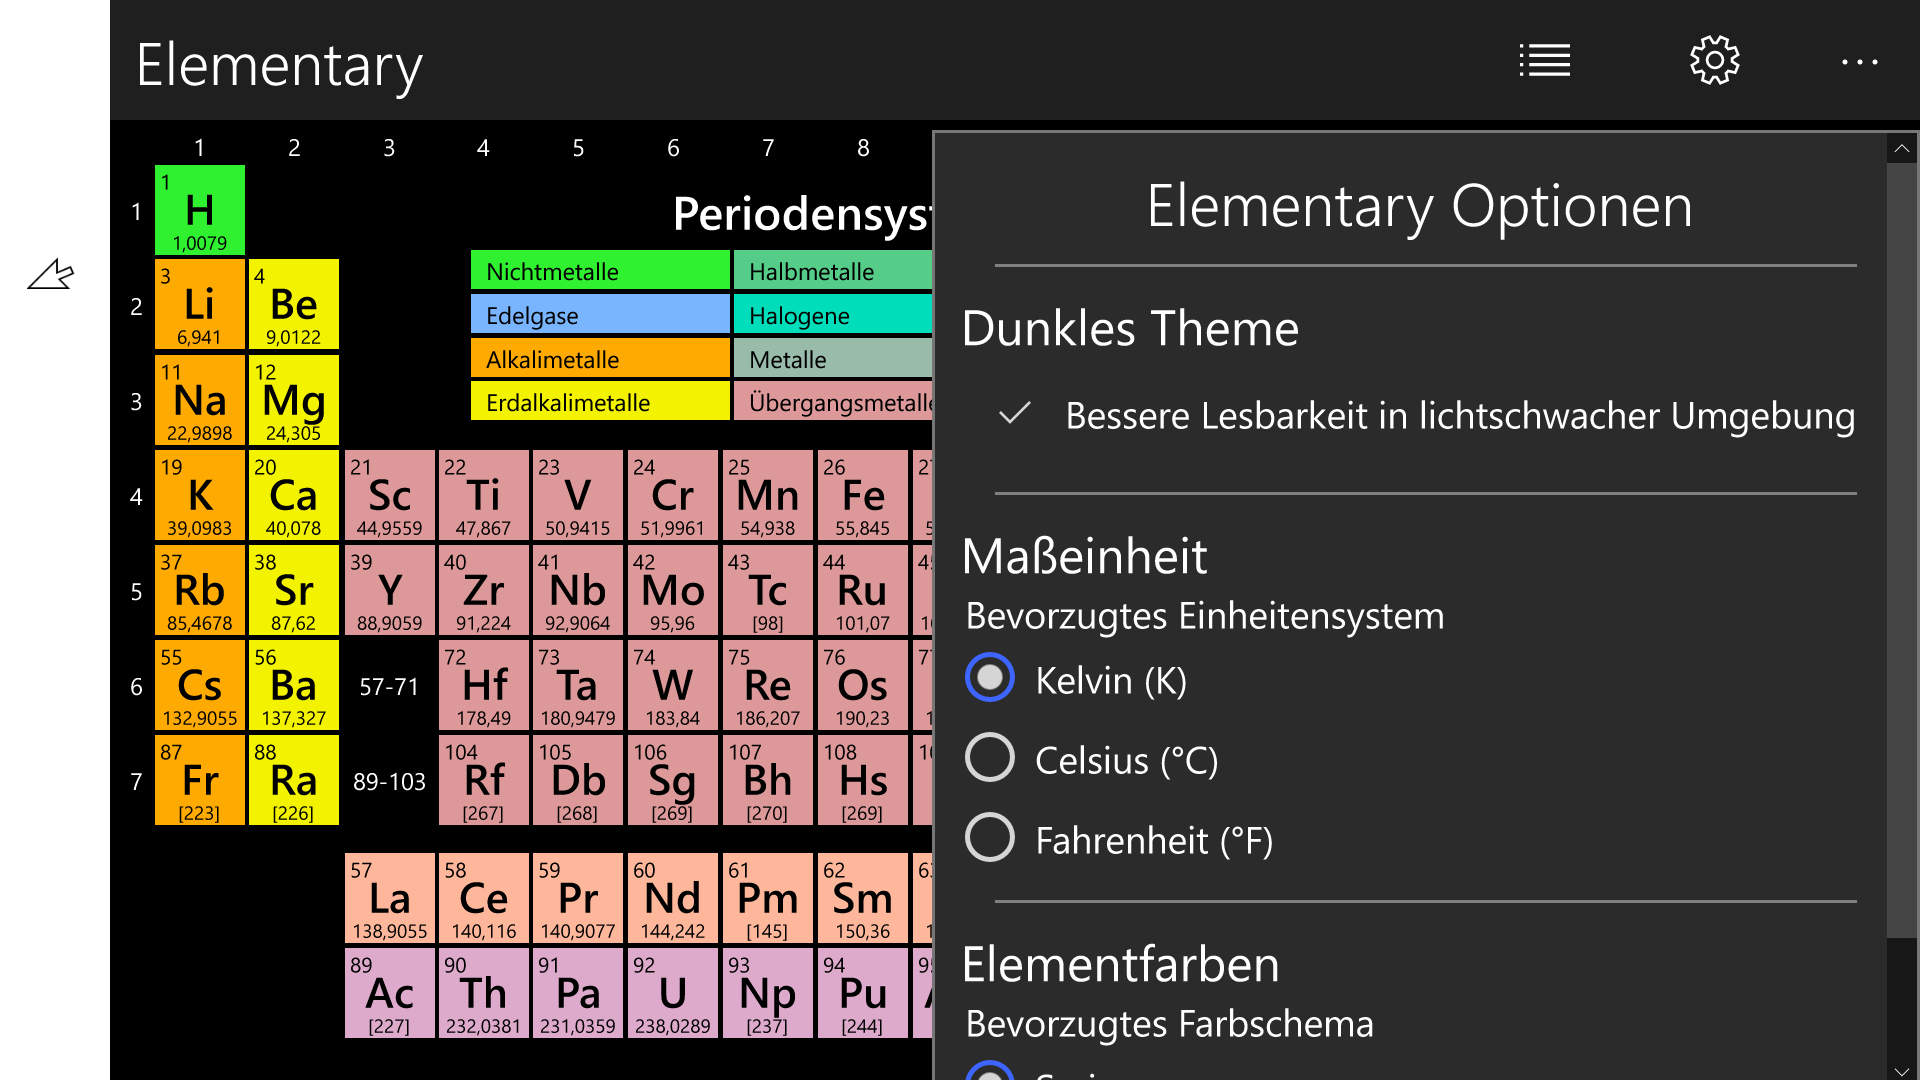 Elementary
1 2 3 4 5 6 7 8
Periodensyst
Nichtmetalle Halbmetalle
Edelgase Halogene
Alkalimetalle Metalle
Erdalkalimetalle Übergangsmetalle
1
1
H
1,0079
2
3 4
Li Be
6,941 9,0122
3
11 12
Na Mg
22,9898 24,305
4
19 20 21 22 23 24 25 26
K Ca Sc Ti V Cr Mn Fe
39,0983 40,078 44,9559 47,867 50,9415 51,9961 54,938 55,845
5
37 38 39 40 41 42 43 44
Rb Sr Y Zr Nb Mo Tc Ru
85,4678 87,62 88,9059 91,224 92,9064 95,96 [98] 101,07
6
55 56 57-71 72 73 74 75 76
Cs Ba Hf Ta W Re Os
132,9055 137,327 178,49 180,9479 183,84 186,207 190,23
7
87 88 89-103 104 105 106 107 108
Fr Ra Rf Db Sg Bh Hs
[223] [226] [267] [268] [269] [270] [269]
57 58 59 60 61 62
La Ce Pr Nd Pm Sm
138,9055 140,116 140,9077 144,242 [145] 150,36
89 90 91 92 93 94
Ac Th Pa U Np Pu
[227] 232,0381 231,0359 238,0289 [237] [244]
Elementary Optionen
Dunkles Theme
Bessere Lesbarkeit in lichtschwacher Umgebung
Maßeinheit
Bevorzugtes Einheitensystem
Kelvin (K)
Celsius (°C)
Fahrenheit (°F)
Elementfarben
Bevorzugtes Farbschema